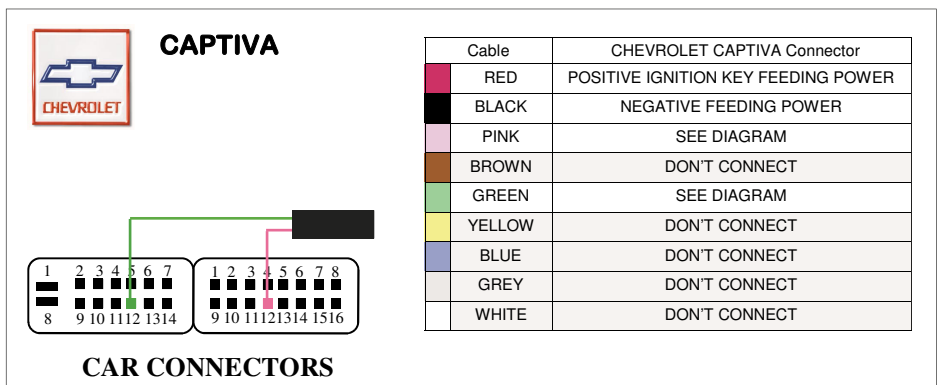 CAPTIVA
CHEVROLET
Cable CHEVROLET CAPTIVA Connector
RED POSITIVE IGNITION KEY FEEDING POWER
BLACK NEGATIVE FEEDING POWER
PINK SEE DIAGRAM
BROWN DON'T CONNECT
GREEN SEE DIAGRAM
YELLOW DON'T CONNECT
BLUE DON'T CONNECT
GREY DON'T CONNECT
WHITE DON'T CONNECT
1 2 3 4 5 6 7
8 9 10 11 12 13 14
1 2 3 4 5 6 7 8
9 10 11 12 13 14 15 16
CAR CONNECTORS